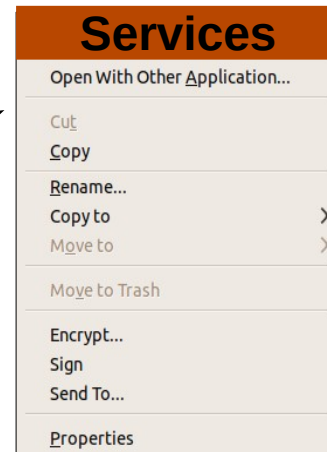 Services
Open With Other Application...
Cut
Copy
Rename...
Copy to
Move to
Move to Trash
Encrypt...
Sign
Send To...
Properties